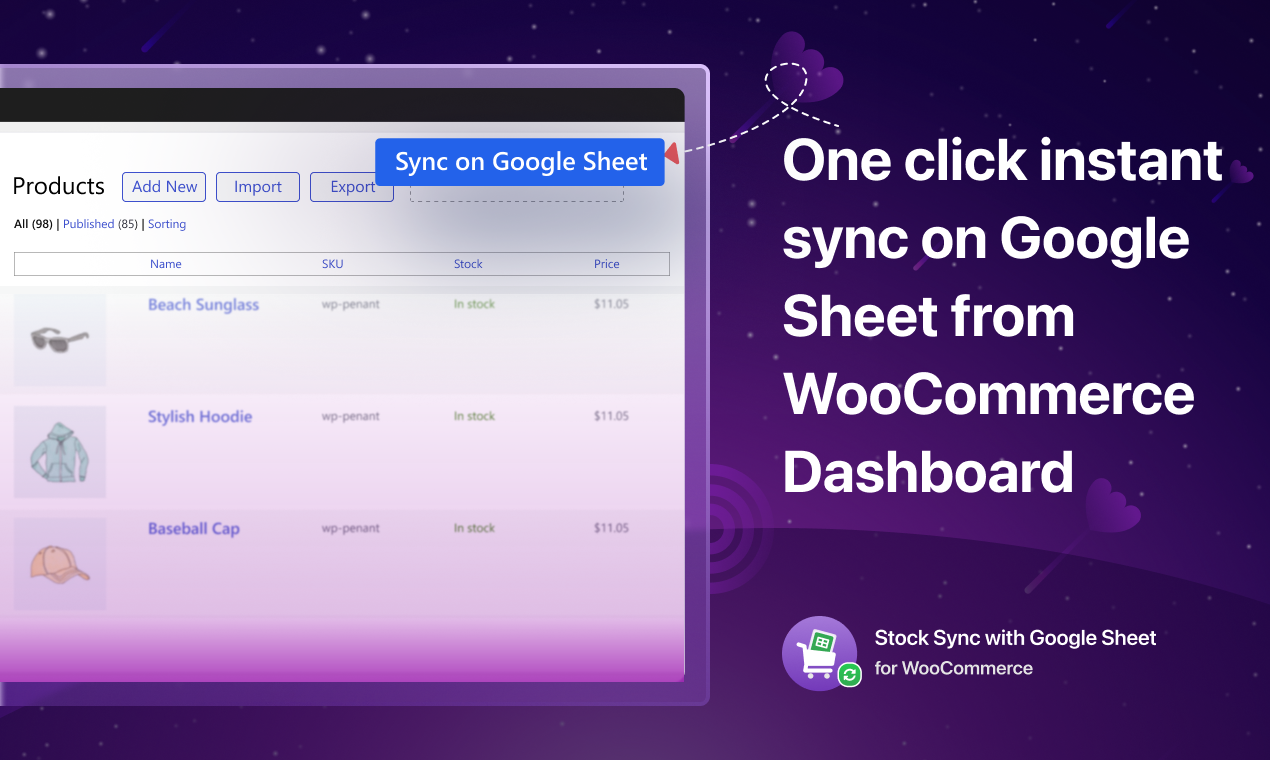 Sync on Google Sheet
Products Add New Import Export
All (98) | Published (85) | Sorting
Name SKU Stock Price
Beach Sunglass wp-penant In stock $11.05
Stylish Hoodie wp-penant In stock $11.05
Baseball Cap wp-penant In stock $11.05
One click instant
sync on Google
Sheet from
WooCommerce
Dashboard
Stock Sync with Google Sheet
for WooCommerce